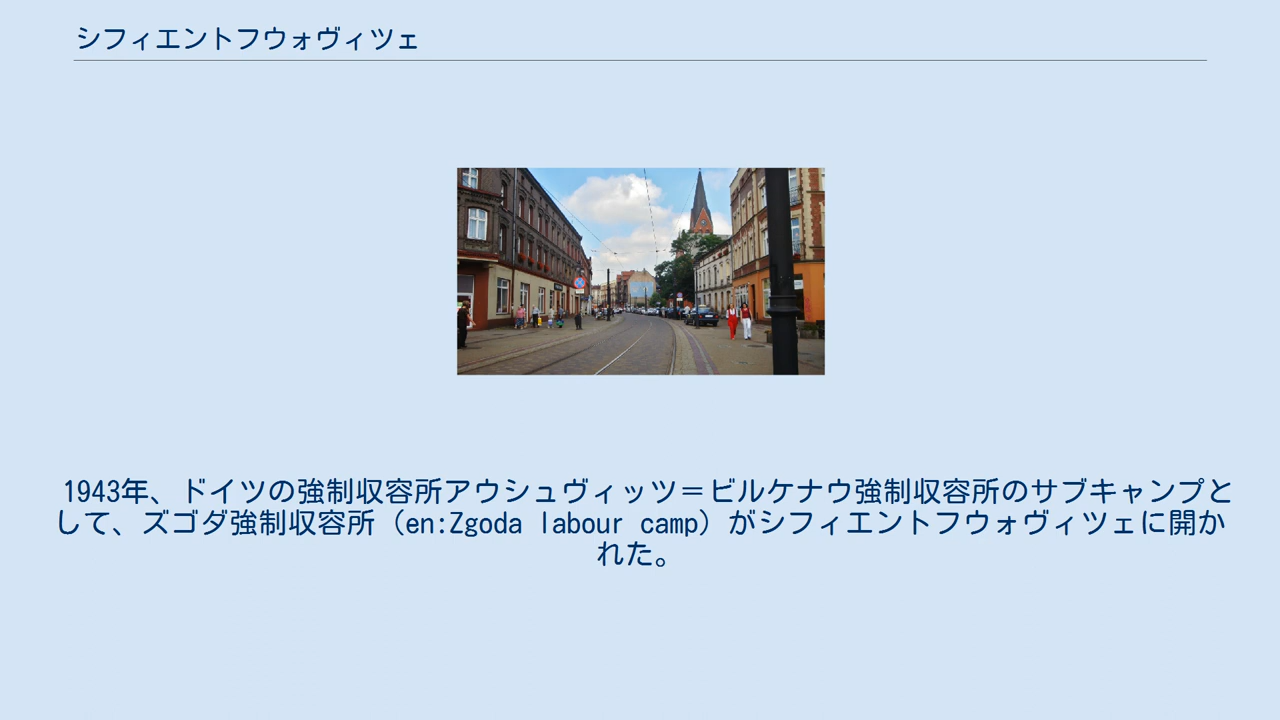 シフィエントフウォヴィツェ
1943年、ドイツの強制収容所アウシュヴィッツ＝ビルケナウ強制収容所のサブキャンプと
して、ズゴダ強制収容所（en:Zgoda labour camp）がシフィエントフウォヴィツェに開か
れた。